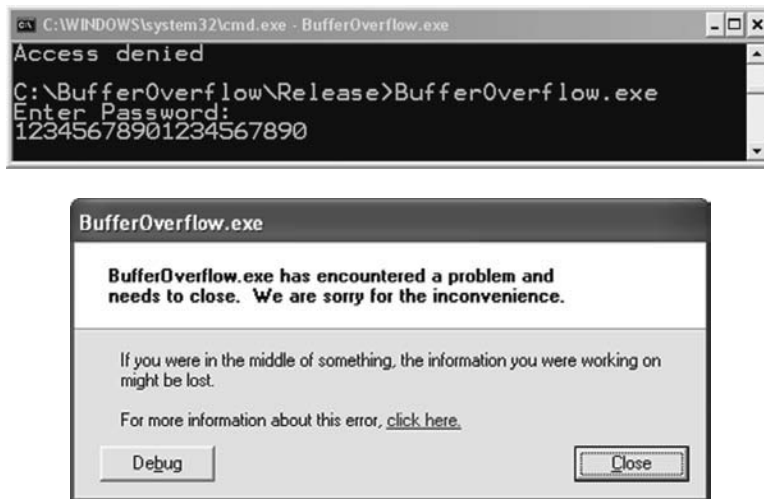 C:\WINDOWS\system32\cmd.exe - BufferOverflow.exe
Access denied
C:\BufferOverflow\Release>BufferOverflow.exe
Enter Password:
12345678901234567890
BufferOverflow.exe
BufferOverflow.exe has encountered a problem and
needs to close. We are sorry for the inconvenience.
If you were in the middle of something, the information you were working on
might be lost.
For more information about this error, click here.
Debug
Close